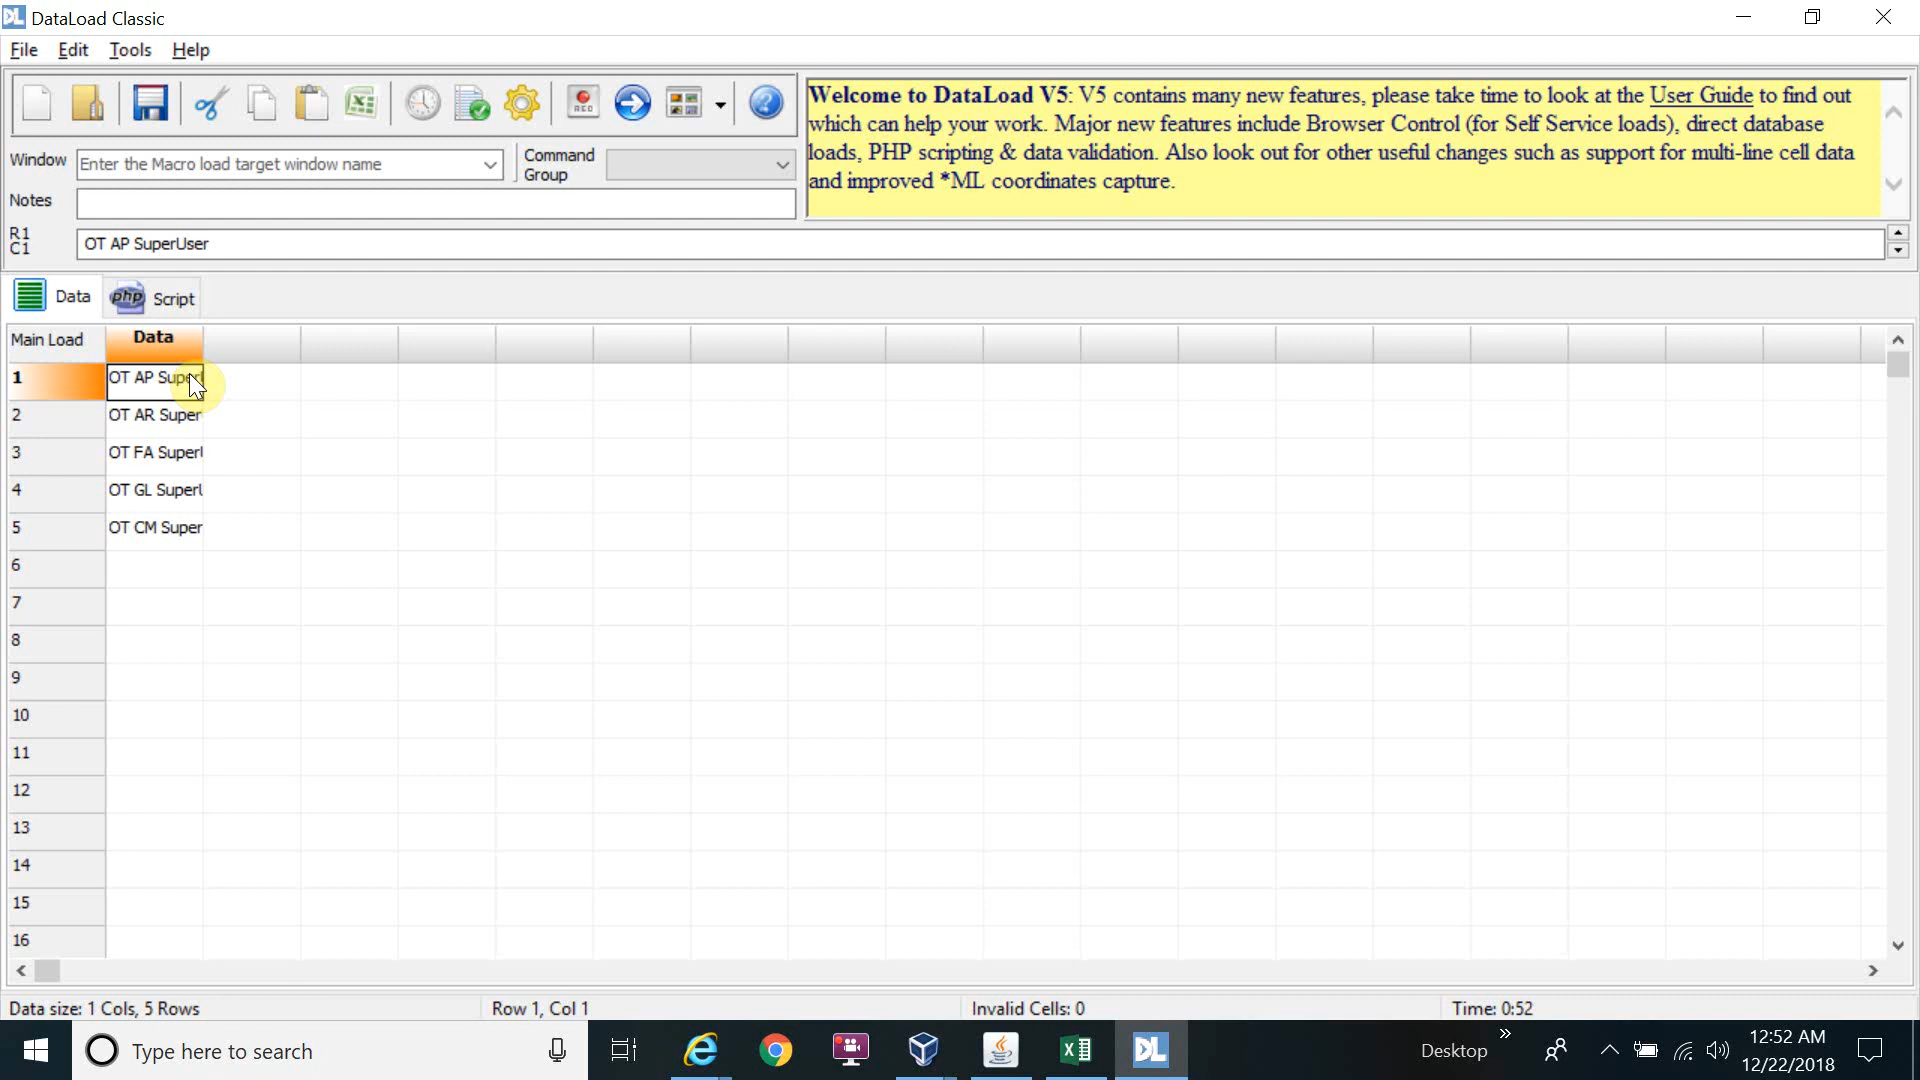 DataLoad Classic
File Edit Tools Help
Window Enter the Macro load target window name Command Group
Notes
R1 C1 OT AP SuperUser
Welcome to DataLoad V5: V5 contains many new features, please take time to look at the User Guide to find out
which can help your work. Major new features include Browser Control (for Self Service loads), direct database
loads, PHP scripting & data validation. Also look out for other useful changes such as support for multi-line cell data
and improved *ML coordinates capture.
Data php Script
Main Load Data
1 OT AP Super
2 OT AR Super
3 OT FA Super
4 OT GL Super
5 OT CM Super
6
7
8
9
10
11
12
13
14
15
16
Data size: 1 Cols, 5 Rows Row 1, Col 1 Invalid Cells: 0 Time: 0:52
Type here to search DL Desktop » 12:52 AM
12/22/2018